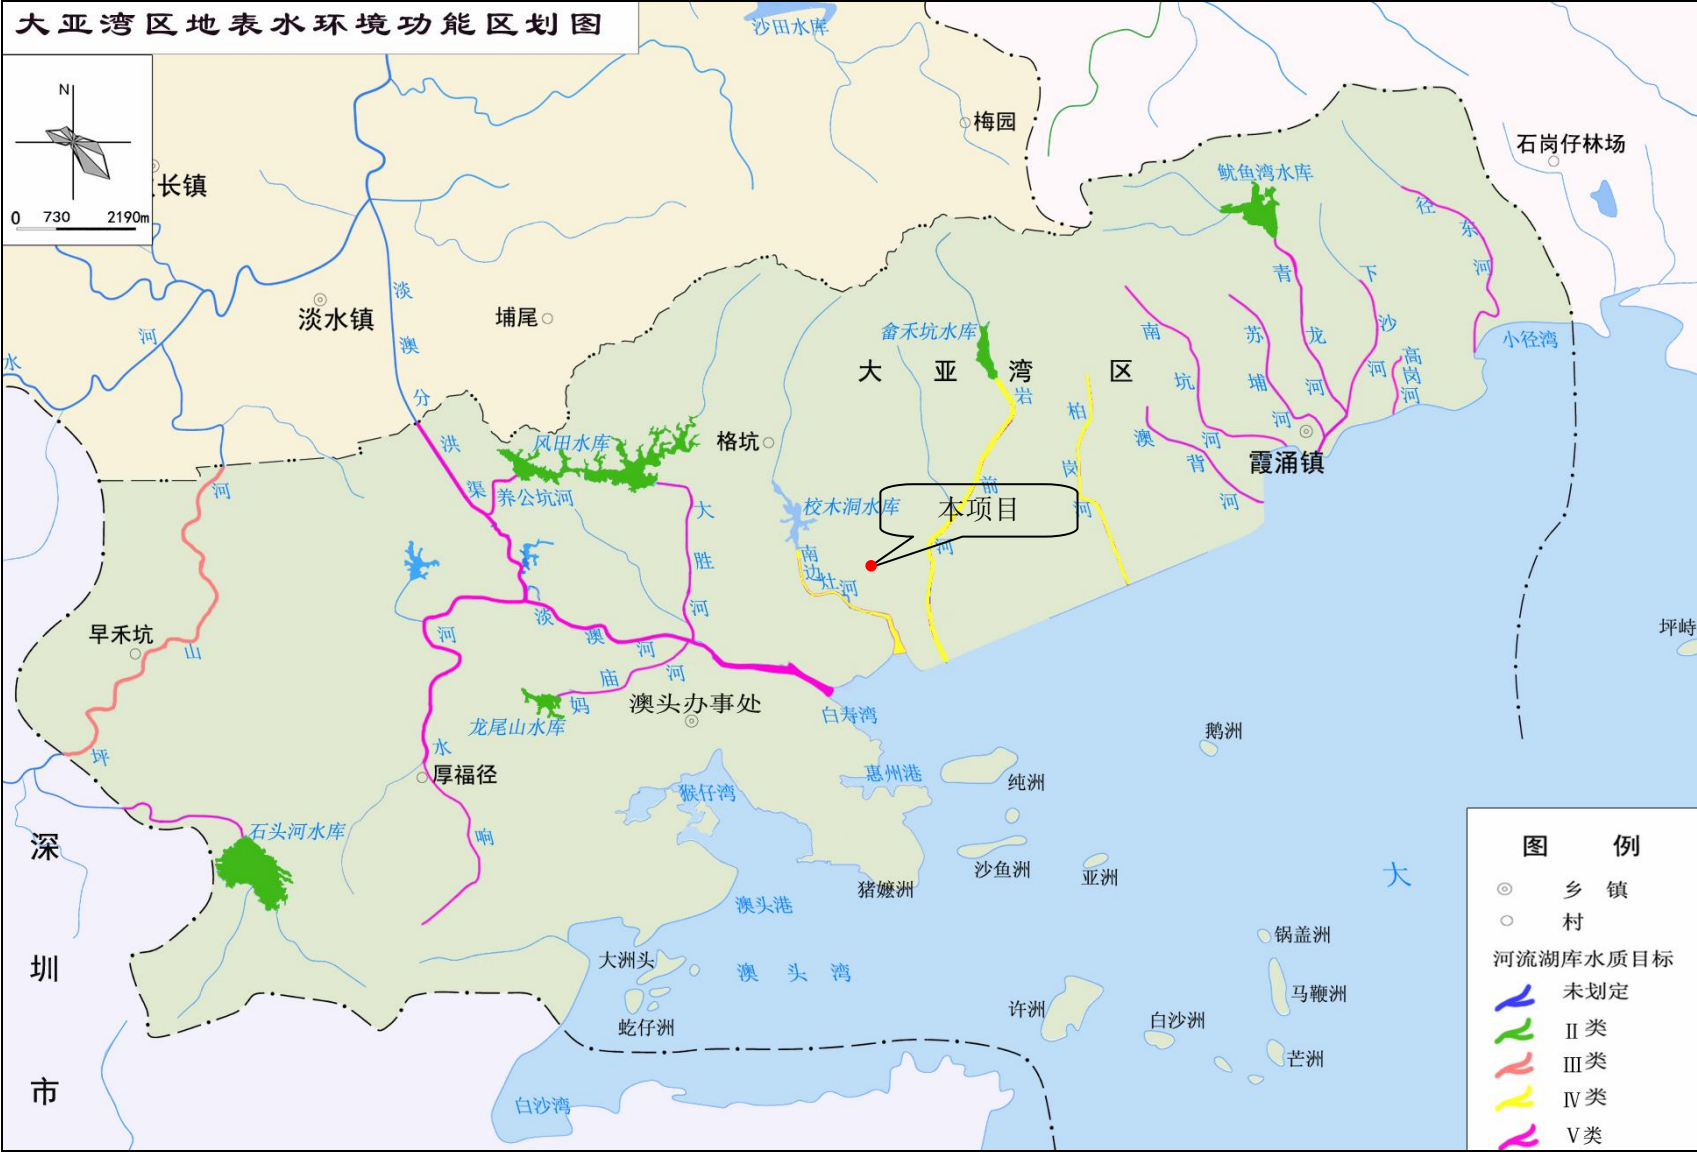 大亚湾区地表水环境功能区划图
N
0 730 2190m
长镇
沙田水库
梅园
石岗仔林场
鱿鱼湾水库
径东河
淡水镇
埔尾
淡澳分洪渠
河
水
小径湾
畲禾坑水库
大亚湾区
岩前河
柏岗河
南坑河
澳背河
苏埔河
青龙河
下沙河
高岗河
霞涌镇
风田水库
格坑
养公坑河
大胜河
校木洞水库
本项目
南边灶河
河
早禾坑
山
坪
淡澳河
妈庙河
澳头办事处
龙尾山水库
白寿湾
河
水
响
厚福径
石头河水库
深圳市
惠州港
猴仔湾
纯洲
鹅洲
坪峙
沙鱼洲
亚洲
猪嬷洲
大
澳头港
澳头湾
大洲头
虻仔洲
许洲
白沙洲
锅盖洲
马鞭洲
芒洲
白沙湾
图例
乡镇
村
河流湖库水质目标
未划定
Ⅱ类
Ⅲ类
Ⅳ类
Ⅴ类